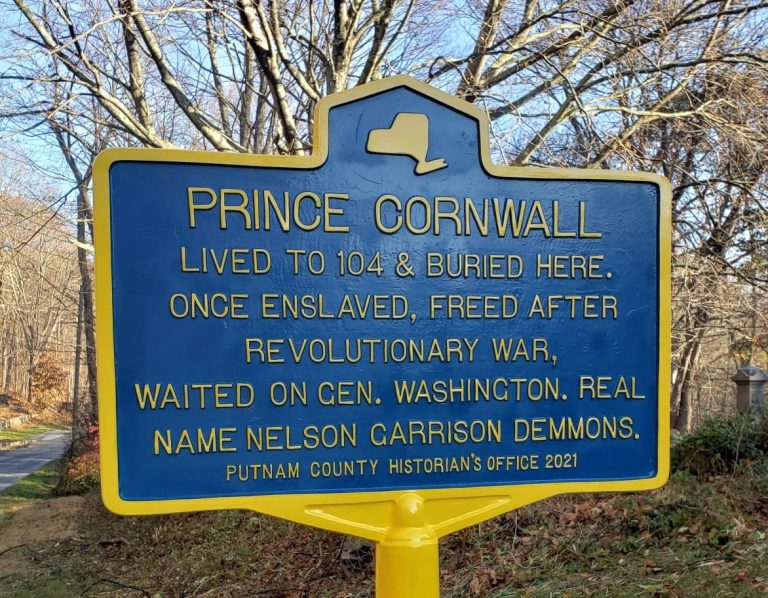 PRINCE CORNWALL
LIVED TO 104 & BURIED HERE.
ONCE ENSLAVED, FREED AFTER
REVOLUTIONARY WAR,
WAITED ON GEN. WASHINGTON. REAL
NAME NELSON GARRISON DEMMONS.
PUTNAM COUNTY HISTORIAN'S OFFICE 2021